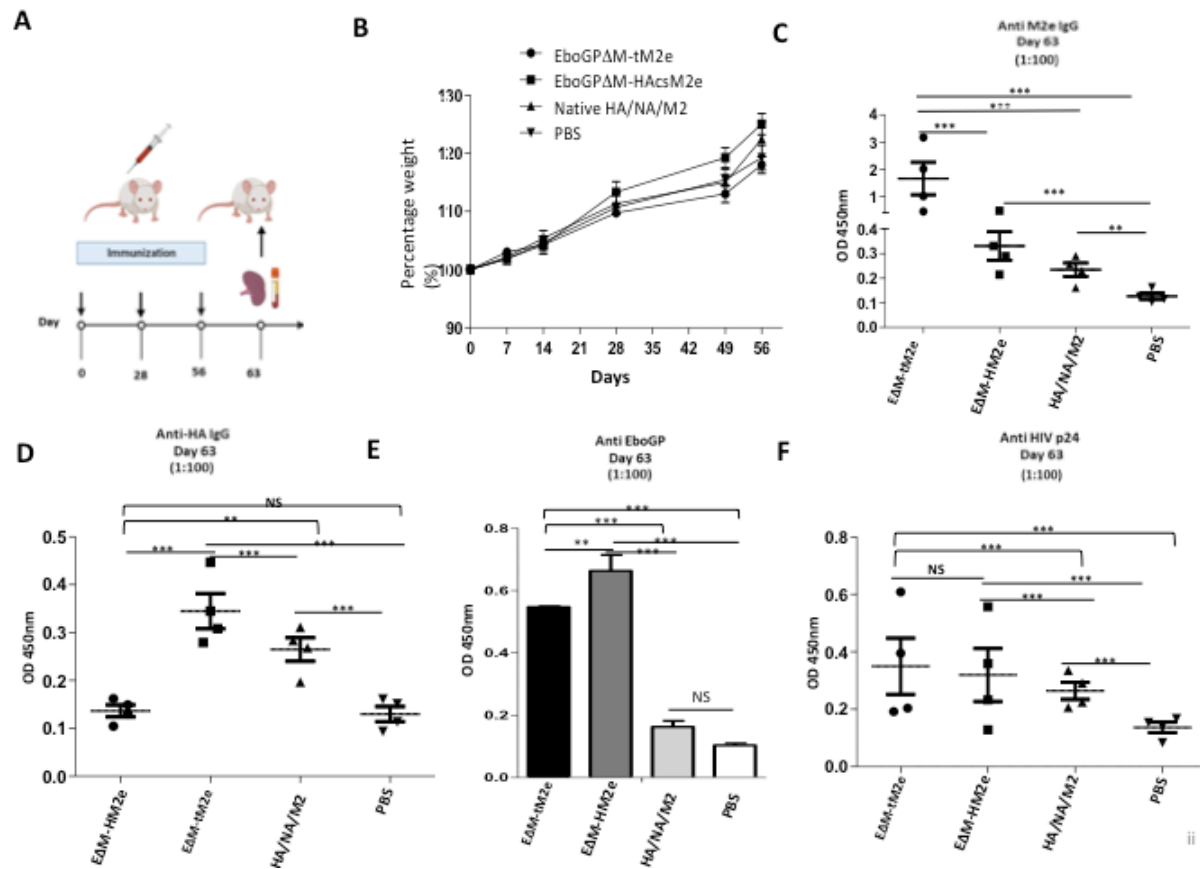 A
Immunization
Day
0
28
56
63
B
EboGPΔM-tM2e
EboGPΔM-HAcsM2e
Native HA/NA/M2
PBS
Percentage weight
(%)
130
120
110
100
90
0 7 14 21 28 35 42 49 56
Days
C
Anti M2e IgG
Day 63
(1:100)
***
***
***
***
**
OD 450nm
4
3
2
1
0.4
0.3
0.2
0.1
0.0
EΔM-tM2e
EΔM-HM2e
HA/NA/M2
PBS
D
Anti-HA IgG
Day 63
(1:100)
NS
**
***
***
***
***
OD 450nm
0.5
0.4
0.3
0.2
0.1
0.0
EΔM-HM2e
EΔM-tM2e
HA/NA/M2
PBS
E
Anti EboGP
Day 63
(1:100)
***
***
***
**
***
NS
OD 450nm
0.8
0.6
0.4
0.2
0.0
EΔM-tM2e
EΔM-HM2e
HA/NA/M2
PBS
F
Anti HIV p24
Day 63
(1:100)
***
***
NS
***
***
***
OD 450nm
0.8
0.6
0.4
0.2
0.0
EΔM-tM2e
EΔM-HM2e
HA/NA/M2
PBS
ii